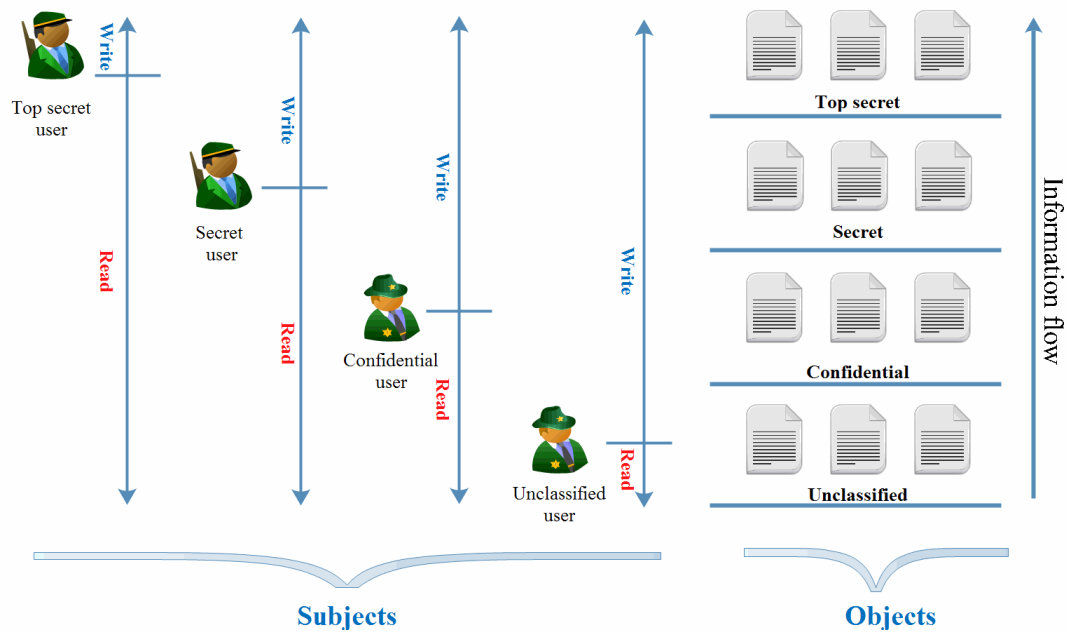 Write
Read
Top secret
user
Write
Read
Secret
user
Write
Read
Confidential
user
Write
Read
Unclassified
user
Subjects
Top secret
Secret
Confidential
Unclassified
Objects
Information flow